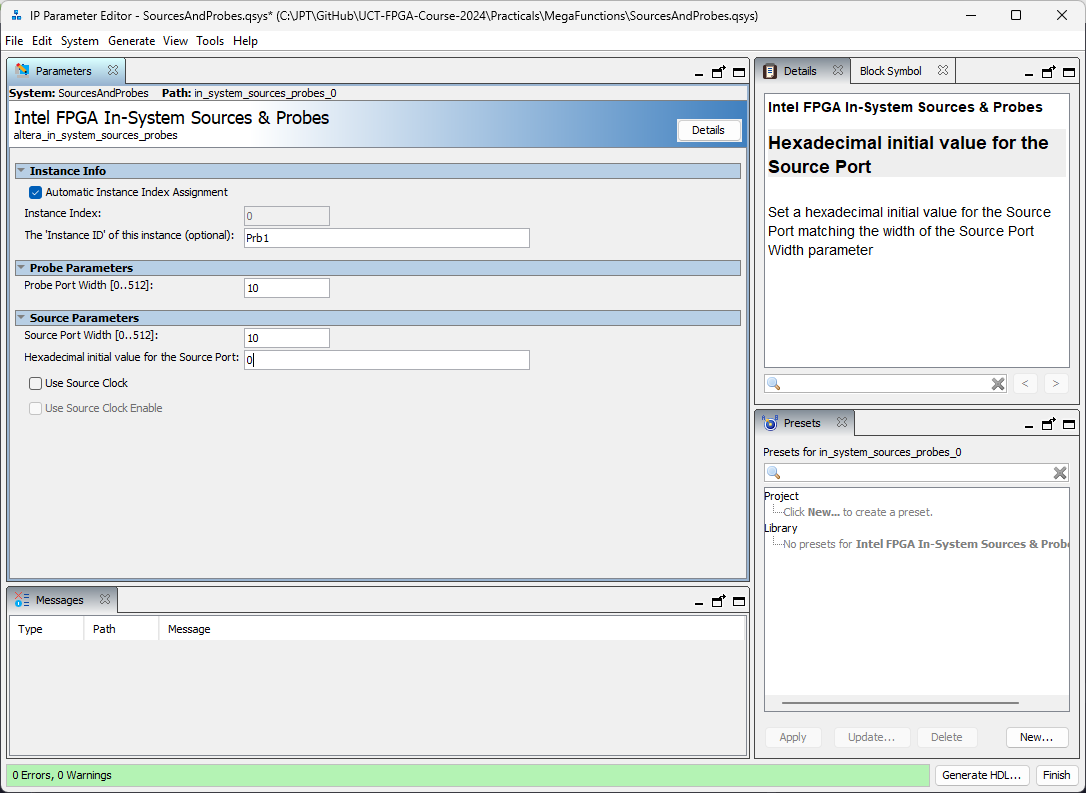 IP Parameter Editor - SourcesAndProbes.qsys* (C:\JPT\GitHub\UCT-FPGA-Course-2024\Practicals\MegaFunctions\SourcesAndProbes.qsys)
File Edit System Generate View Tools Help
Parameters
System: SourcesAndProbes Path: in_system_sources_probes_0
Intel FPGA In-System Sources & Probes
altera_in_system_sources_probes
Details
Instance Info
Automatic Instance Index Assignment
Instance Index: 0
The 'Instance ID' of this instance (optional): Prb1
Probe Parameters
Probe Port Width [0..512]: 10
Source Parameters
Source Port Width [0..512]: 10
Hexadecimal initial value for the Source Port: 0
Use Source Clock
Use Source Clock Enable
Messages
Type Path Message
Details Block Symbol
Intel FPGA In-System Sources & Probes
Hexadecimal initial value for the
Source Port
Set a hexadecimal initial value for the Source
Port matching the width of the Source Port
Width parameter
< >
Presets
Presets for in_system_sources_probes_0
Project
Click New... to create a preset.
Library
No presets for Intel FPGA In-System Sources & Prob
Apply Update... Delete New...
0 Errors, 0 Warnings
Generate HDL... Finish